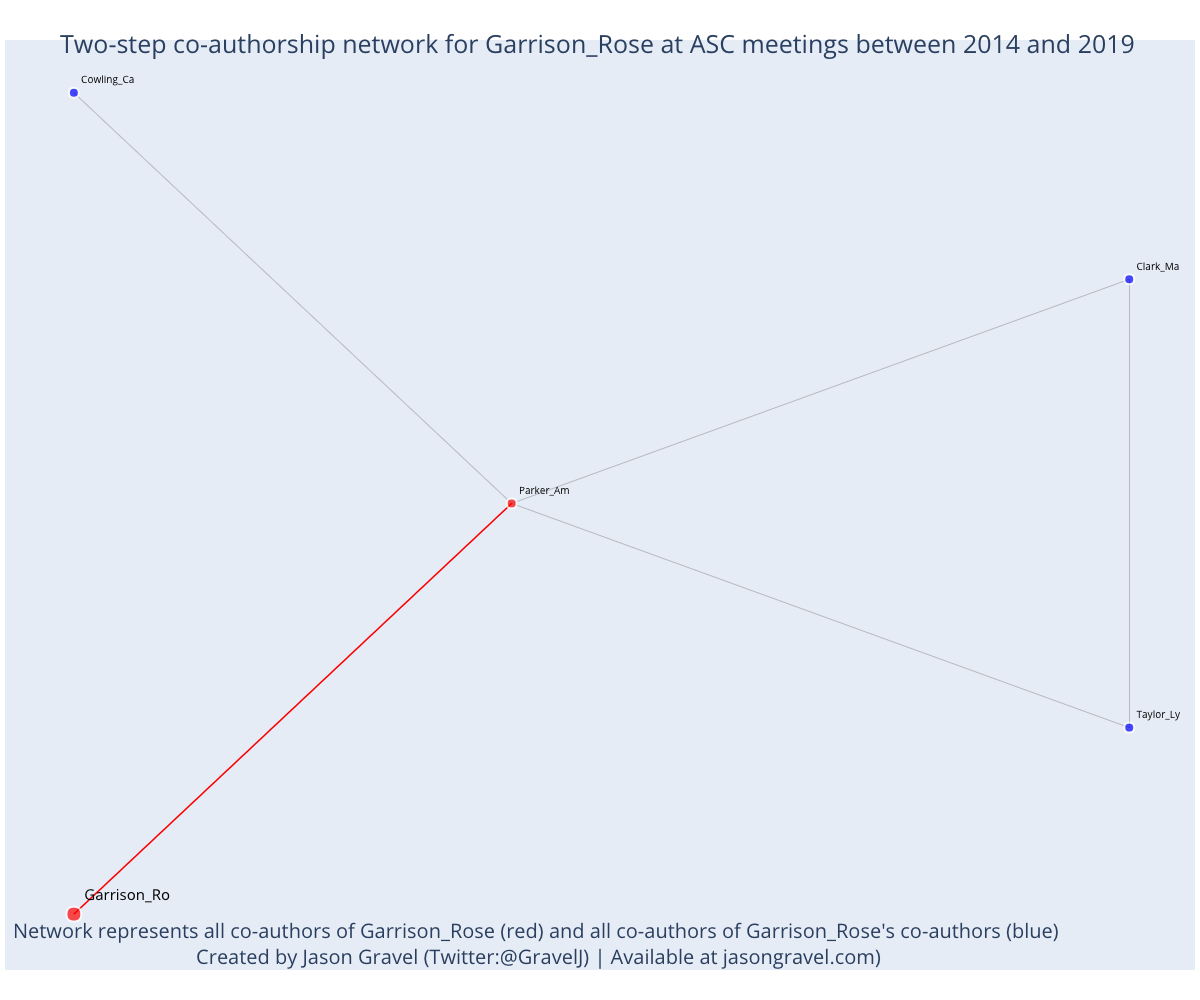 Two-step co-authorship network for Garrison_Rose at ASC meetings between 2014 and 2019
Cowling_Ca
Clark_Ma
Parker_Am
Taylor_Ly
Garrison_Ro
Network represents all co-authors of Garrison_Rose (red) and all co-authors of Garrison_Rose's co-authors (blue)
Created by Jason Gravel (Twitter:@GravelJ) | Available at jasongravel.com)